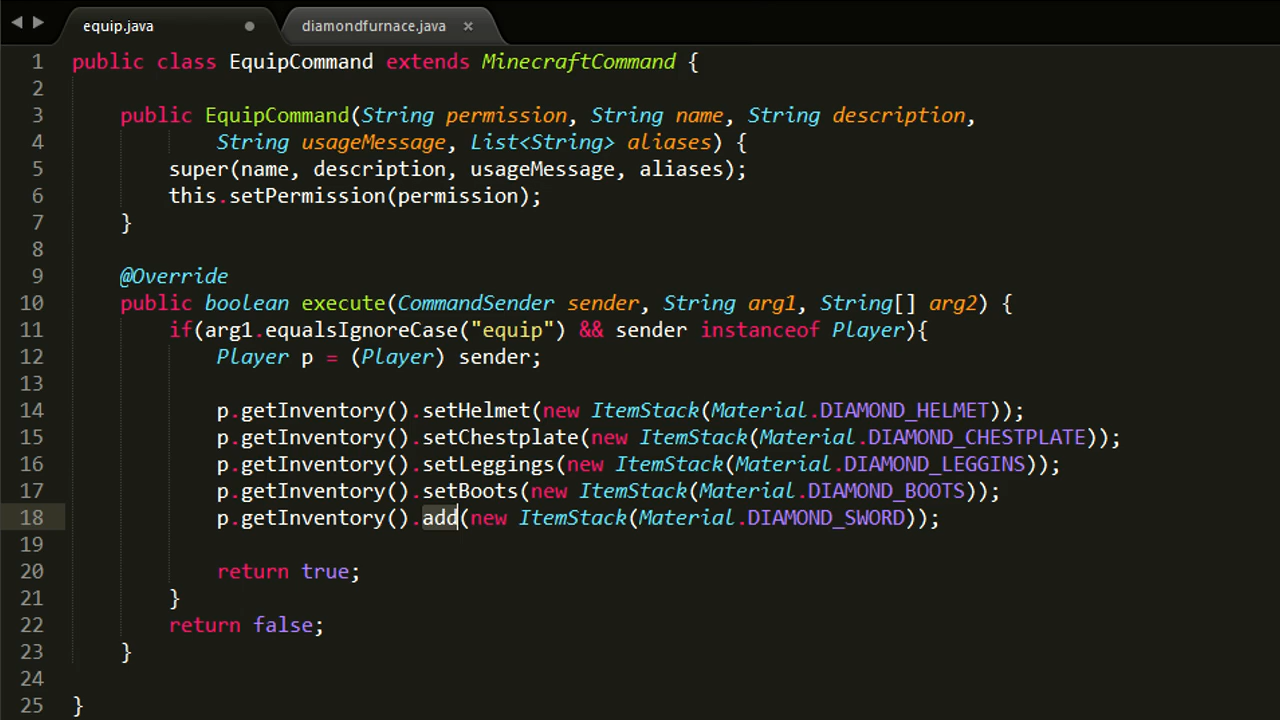 equip.java
diamondfurnace.java ×
1 public class EquipCommand extends MinecraftCommand {
2
3 public EquipCommand(String permission, String name, String description,
4 String usageMessage, List<String> aliases) {
5 super(name, description, usageMessage, aliases);
6 this.setPermission(permission);
7 }
8
9 @Override
10 public boolean execute(CommandSender sender, String arg1, String[] arg2) {
11 if(arg1.equalsIgnoreCase("equip") && sender instanceof Player){
12 Player p = (Player) sender;
13
14 p.getInventory().setHelmet(new ItemStack(Material.DIAMOND_HELMET));
15 p.getInventory().setChestplate(new ItemStack(Material.DIAMOND_CHESTPLATE));
16 p.getInventory().setLeggings(new ItemStack(Material.DIAMOND_LEGGINS));
17 p.getInventory().setBoots(new ItemStack(Material.DIAMOND_BOOTS));
18 p.getInventory().add(new ItemStack(Material.DIAMOND_SWORD));
19
20 return true;
21 }
22 return false;
23 }
24
25 }